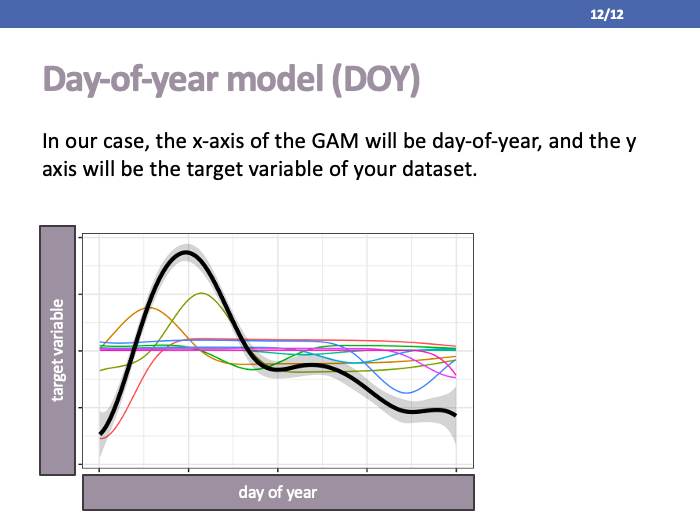 12/12
Day-of-year model (DOY)
In our case, the x-axis of the GAM will be day-of-year, and the y
axis will be the target variable of your dataset.
target variable
day of year